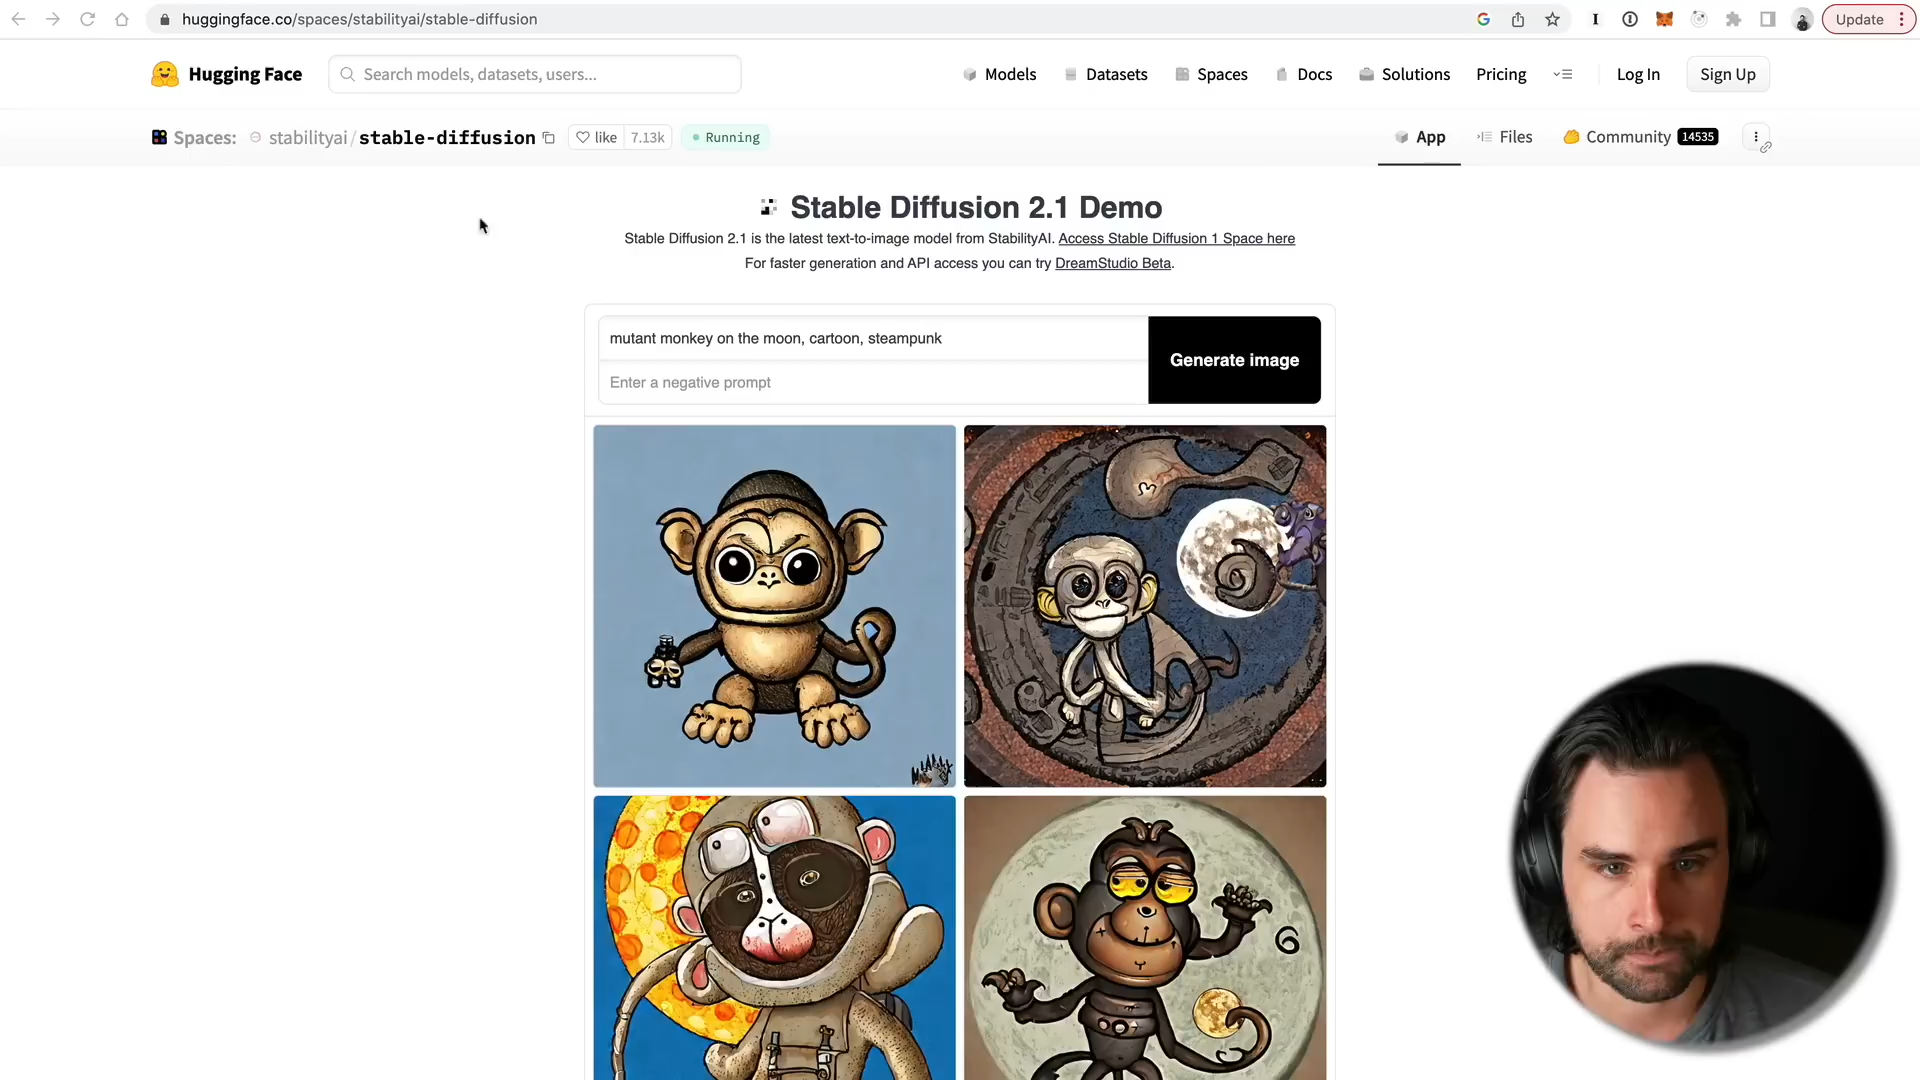 huggingface.co/spaces/stabilityai/stable-diffusion
Update
Hugging Face
Search models, datasets, users...
Models
Datasets
Spaces
Docs
Solutions
Pricing
Log In
Sign Up
Spaces:
stabilityai/stable-diffusion
like
7.13k
Running
App
Files
Community
14535
Stable Diffusion 2.1 Demo
Stable Diffusion 2.1 is the latest text-to-image model from StabilityAI. Access Stable Diffusion 1 Space here
For faster generation and API access you can try DreamStudio Beta.
mutant monkey on the moon, cartoon, steampunk
Enter a negative prompt
Generate image